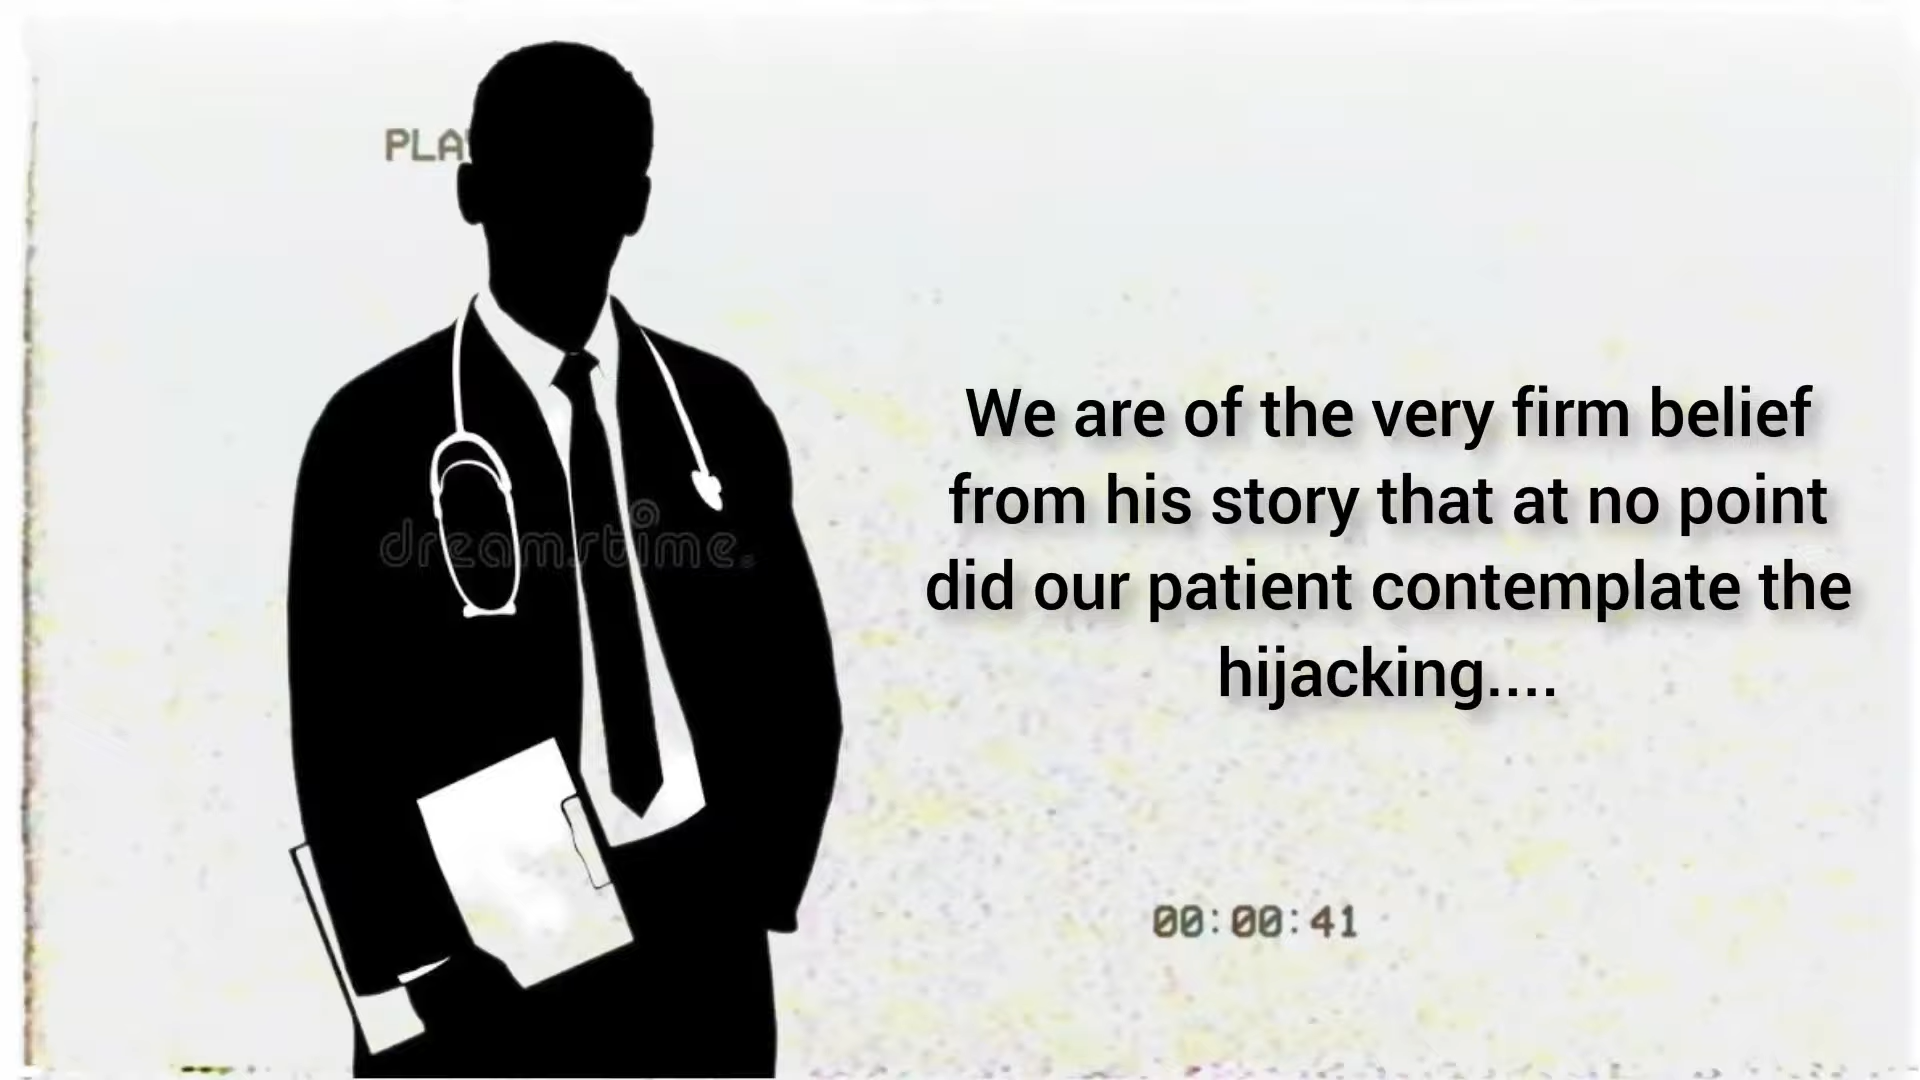 PLA
We are of the very firm belief
from his story that at no point
did our patient contemplate the
hijacking....
dreamstime.
00:00:41